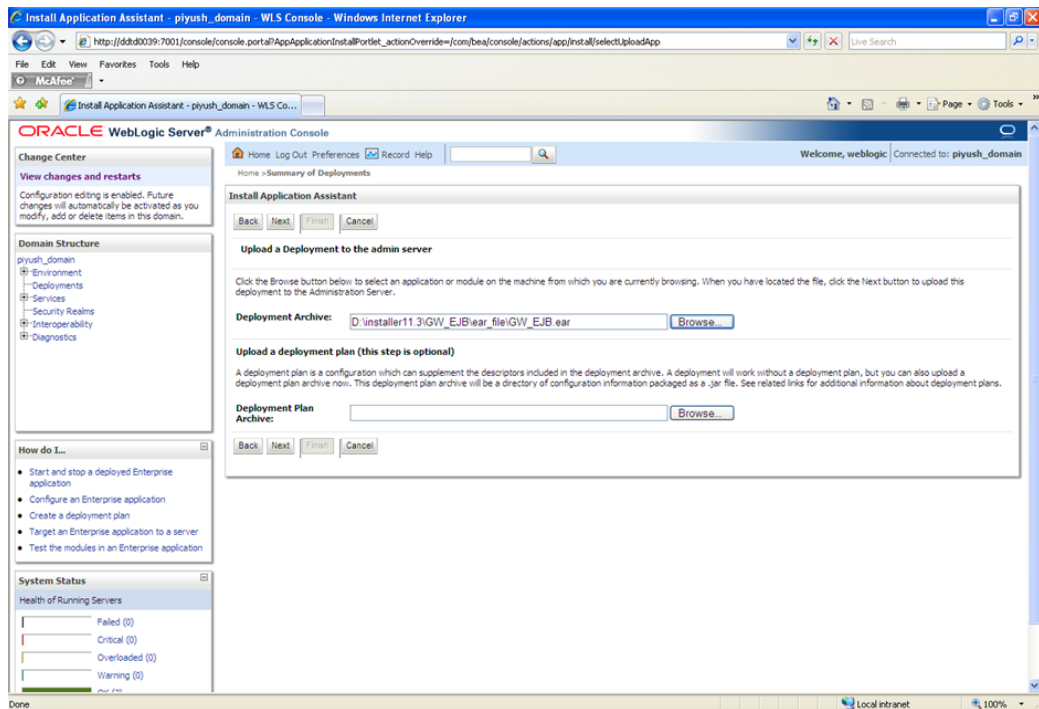 Install Application Assistant - piyush_domain - WLS Console - Windows Internet Explorer
http://ddtd0039:7001/console/console.portal?AppApplicationInstallPortlet_actionOverride=/com/bea/console/actions/app/install/selectUploadApp
Live Search
File Edit View Favorites Tools Help
McAfee
Install Application Assistant - piyush_domain - WLS Co...
Page Tools
ORACLE WebLogic Server® Administration Console
Change Center
View changes and restarts
Configuration editing is enabled. Future
changes will automatically be activated as you
modify, add or delete items in this domain.
Domain Structure
piyush_domain
Environment
Deployments
Services
Security Realms
Interoperability
Diagnostics
How do I...
Start and stop a deployed Enterprise
application
Configure an Enterprise application
Create a deployment plan
Target an Enterprise application to a server
Test the modules in an Enterprise application
System Status
Health of Running Servers
Failed (0)
Critical (0)
Overloaded (0)
Warning (0)
Home Log Out Preferences Record Help
Welcome, weblogic Connected to: piyush_domain
Home >Summary of Deployments
Install Application Assistant
Back Next Finish Cancel
Upload a Deployment to the admin server
Click the Browse button below to select an application or module on the machine from which you are currently browsing. When you have located the file, click the Next button to upload this
deployment to the Administration Server.
Deployment Archive: D:\installer11.3\GW_EJB\ear_file\GW_EJB.ear Browse...
Upload a deployment plan (this step is optional)
A deployment plan is a configuration which can supplement the descriptors included in the deployment archive. A deployment will work without a deployment plan, but you can also upload a
deployment plan archive now. This deployment plan archive will be a directory of configuration information packaged as a .jar file. See related links for additional information about deployment plans.
Deployment Plan
Archive: Browse...
Back Next Finish Cancel
Done
Local intranet
100%